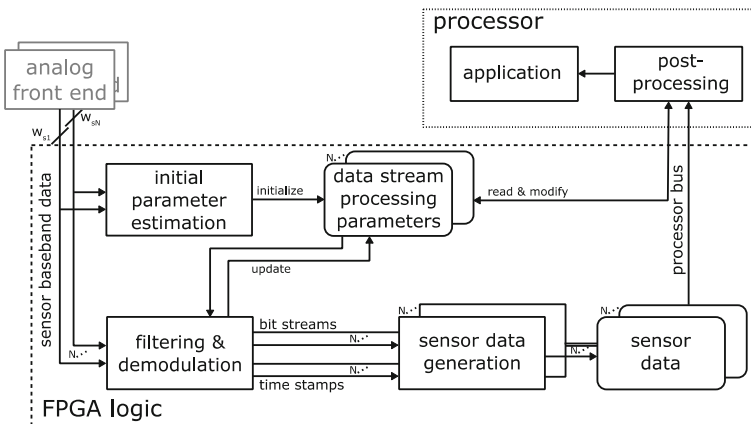 processor
analog
front end
d
application
post-
processing
w_s1
w_sN
N
initial
parameter
estimation
initialize
N
data stream
processing
parameters
read & modify
processor bus
sensor baseband data
update
N
filtering &
demodulation
bit streams
N
N
time stamps
N
sensor data
generation
N
N
sensor
data
FPGA logic